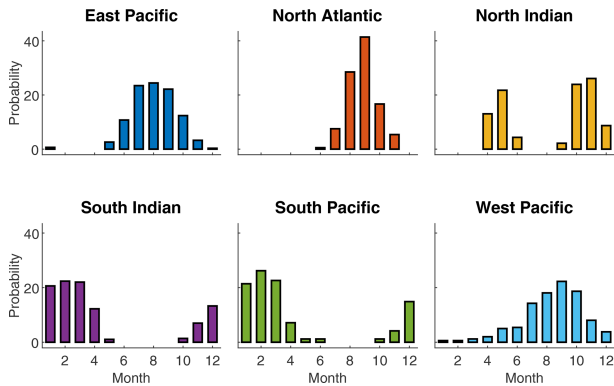 East Pacific North Atlantic North Indian
40
20
0
Probability
South Indian South Pacific West Pacific
40
20
0
Probability
2 4 6 8 10 12 2 4 6 8 10 12 2 4 6 8 10 12
Month Month Month